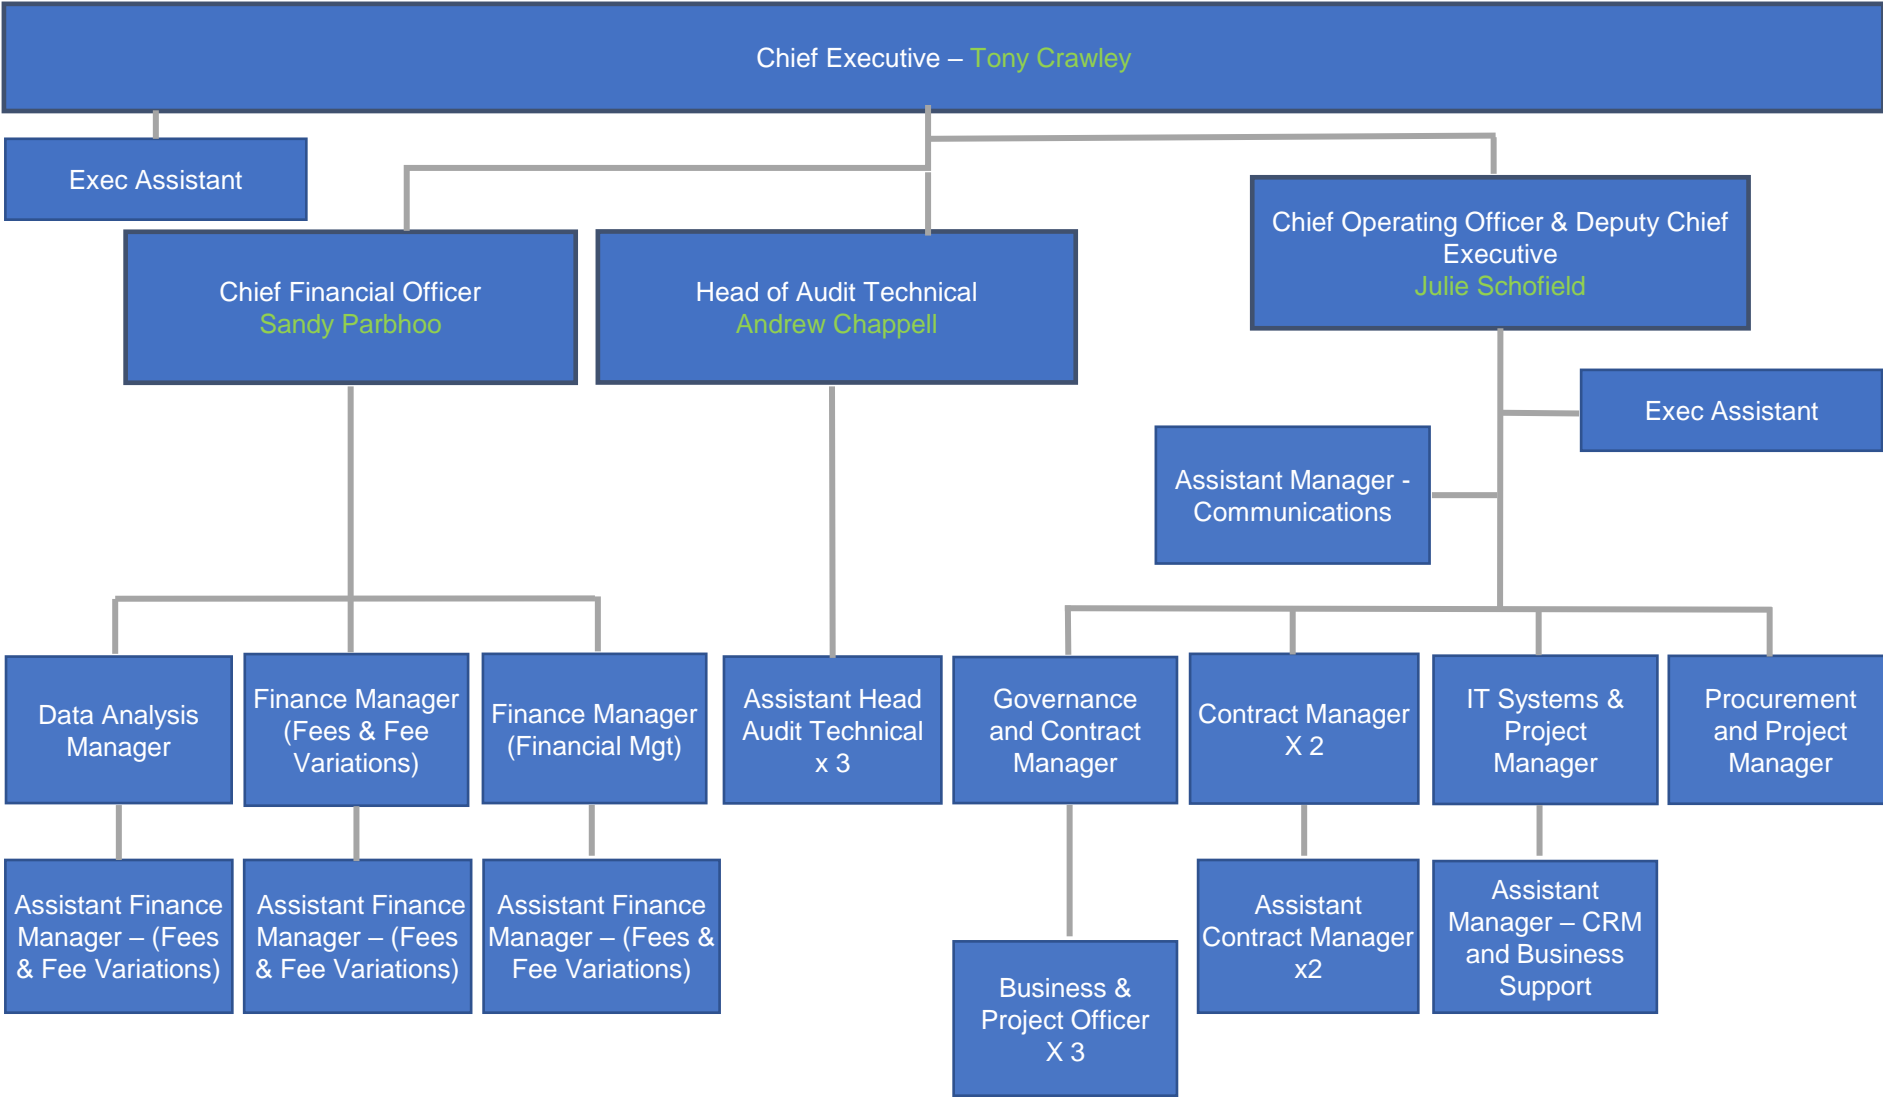 Chief Executive – Tony Crawley
Exec Assistant
Chief Financial Officer
Sandy Parbhoo
Head of Audit Technical
Andrew Chappell
Chief Operating Officer & Deputy Chief
Executive
Julie Schofield
Exec Assistant
Assistant Manager -
Communications
Data Analysis
Manager
Finance Manager
(Fees & Fee
Variations)
Finance Manager
(Financial Mgt)
Assistant Head
Audit Technical
x 3
Governance
and Contract
Manager
Contract Manager
X 2
IT Systems &
Project
Manager
Procurement
and Project
Manager
Assistant Finance
Manager – (Fees
& Fee Variations)
Assistant Finance
Manager – (Fees
& Fee Variations)
Assistant Finance
Manager – (Fees &
Fee Variations)
Business &
Project Officer
X 3
Assistant
Contract Manager
x2
Assistant
Manager – CRM
and Business
Support